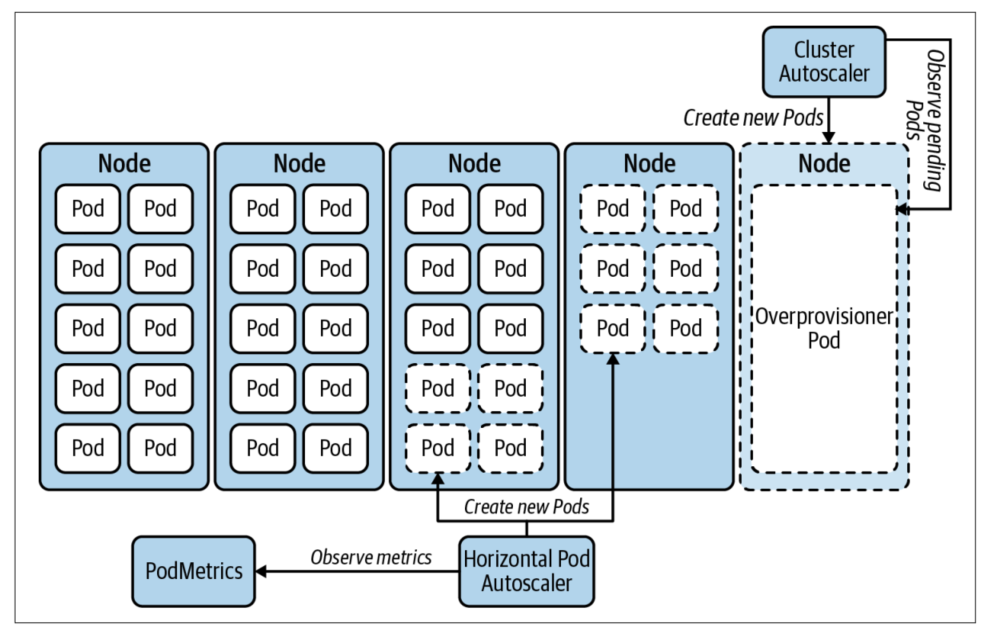 Cluster
Autoscaler
Observe pending
Pods
Create new Pods
Node Node Node Node Node
Pod Pod Pod Pod Pod Pod Pod Pod
Pod Pod Pod Pod Pod Pod Pod Pod
Pod Pod Pod Pod Pod Pod Pod Pod
Overprovisioner
Pod
Pod Pod Pod Pod Pod Pod
Pod Pod Pod Pod Pod Pod
Create new Pods
PodMetrics
Observe metrics
Horizontal Pod
Autoscaler